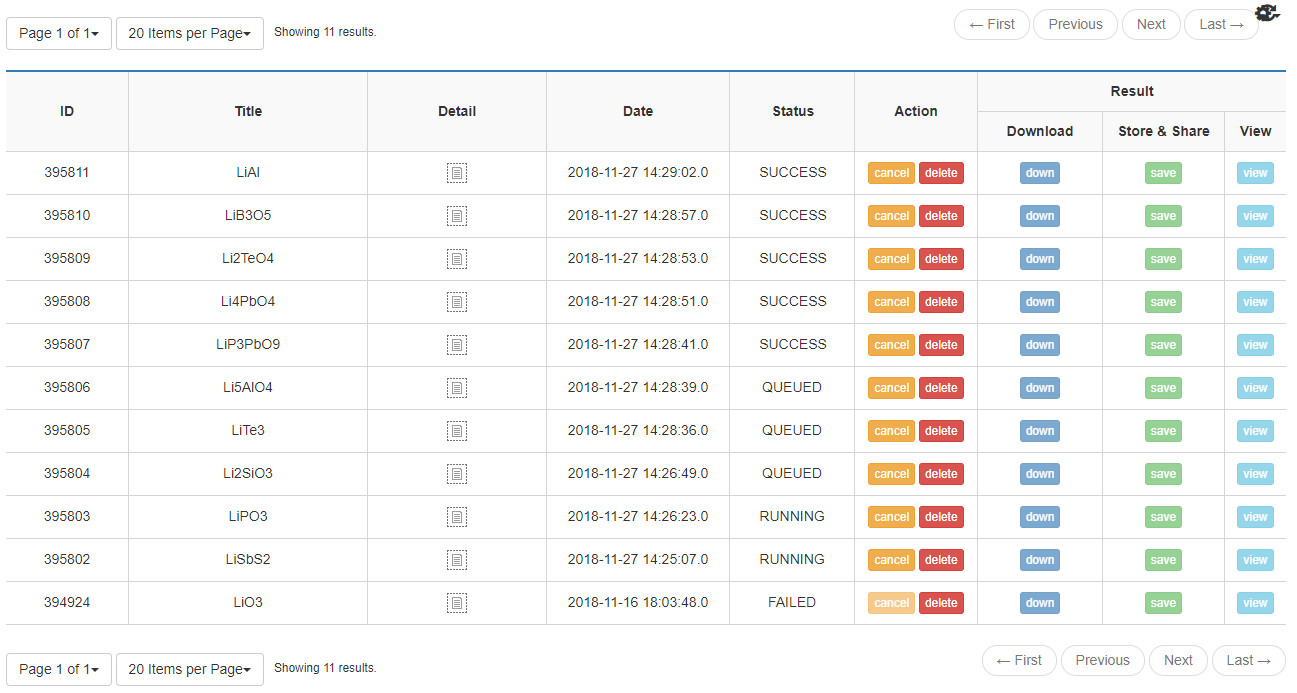 Page 1 of 1 20 Items per Page Showing 11 results. ← First Previous Next Last →
ID Title Detail Date Status Action Result
Download Store & Share View
395811 LiAl 2018-11-27 14:29:02.0 SUCCESS cancel delete down save view
395810 LiB3O5 2018-11-27 14:28:57.0 SUCCESS cancel delete down save view
395809 Li2TeO4 2018-11-27 14:28:53.0 SUCCESS cancel delete down save view
395808 Li4PbO4 2018-11-27 14:28:51.0 SUCCESS cancel delete down save view
395807 LiP3PbO9 2018-11-27 14:28:41.0 SUCCESS cancel delete down save view
395806 Li5AlO4 2018-11-27 14:28:39.0 QUEUED cancel delete down save view
395805 LiTe3 2018-11-27 14:28:36.0 QUEUED cancel delete down save view
395804 Li2SiO3 2018-11-27 14:26:49.0 QUEUED cancel delete down save view
395803 LiPO3 2018-11-27 14:26:23.0 RUNNING cancel delete down save view
395802 LiSbS2 2018-11-27 14:25:07.0 RUNNING cancel delete down save view
394924 LiO3 2018-11-16 18:03:48.0 FAILED cancel delete down save view
Page 1 of 1 20 Items per Page Showing 11 results. ← First Previous Next Last →